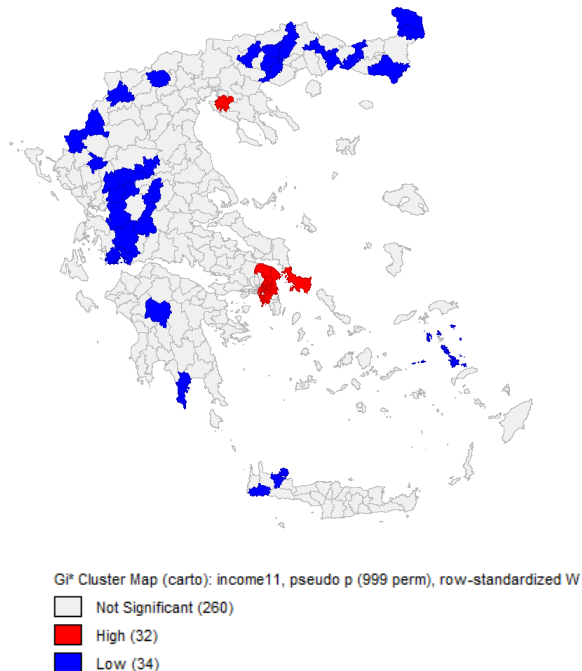 Gi* Cluster Map (carto): income11, pseudo p (999 perm), row-standardized W
Not Significant (260)
High (32)
Low (34)